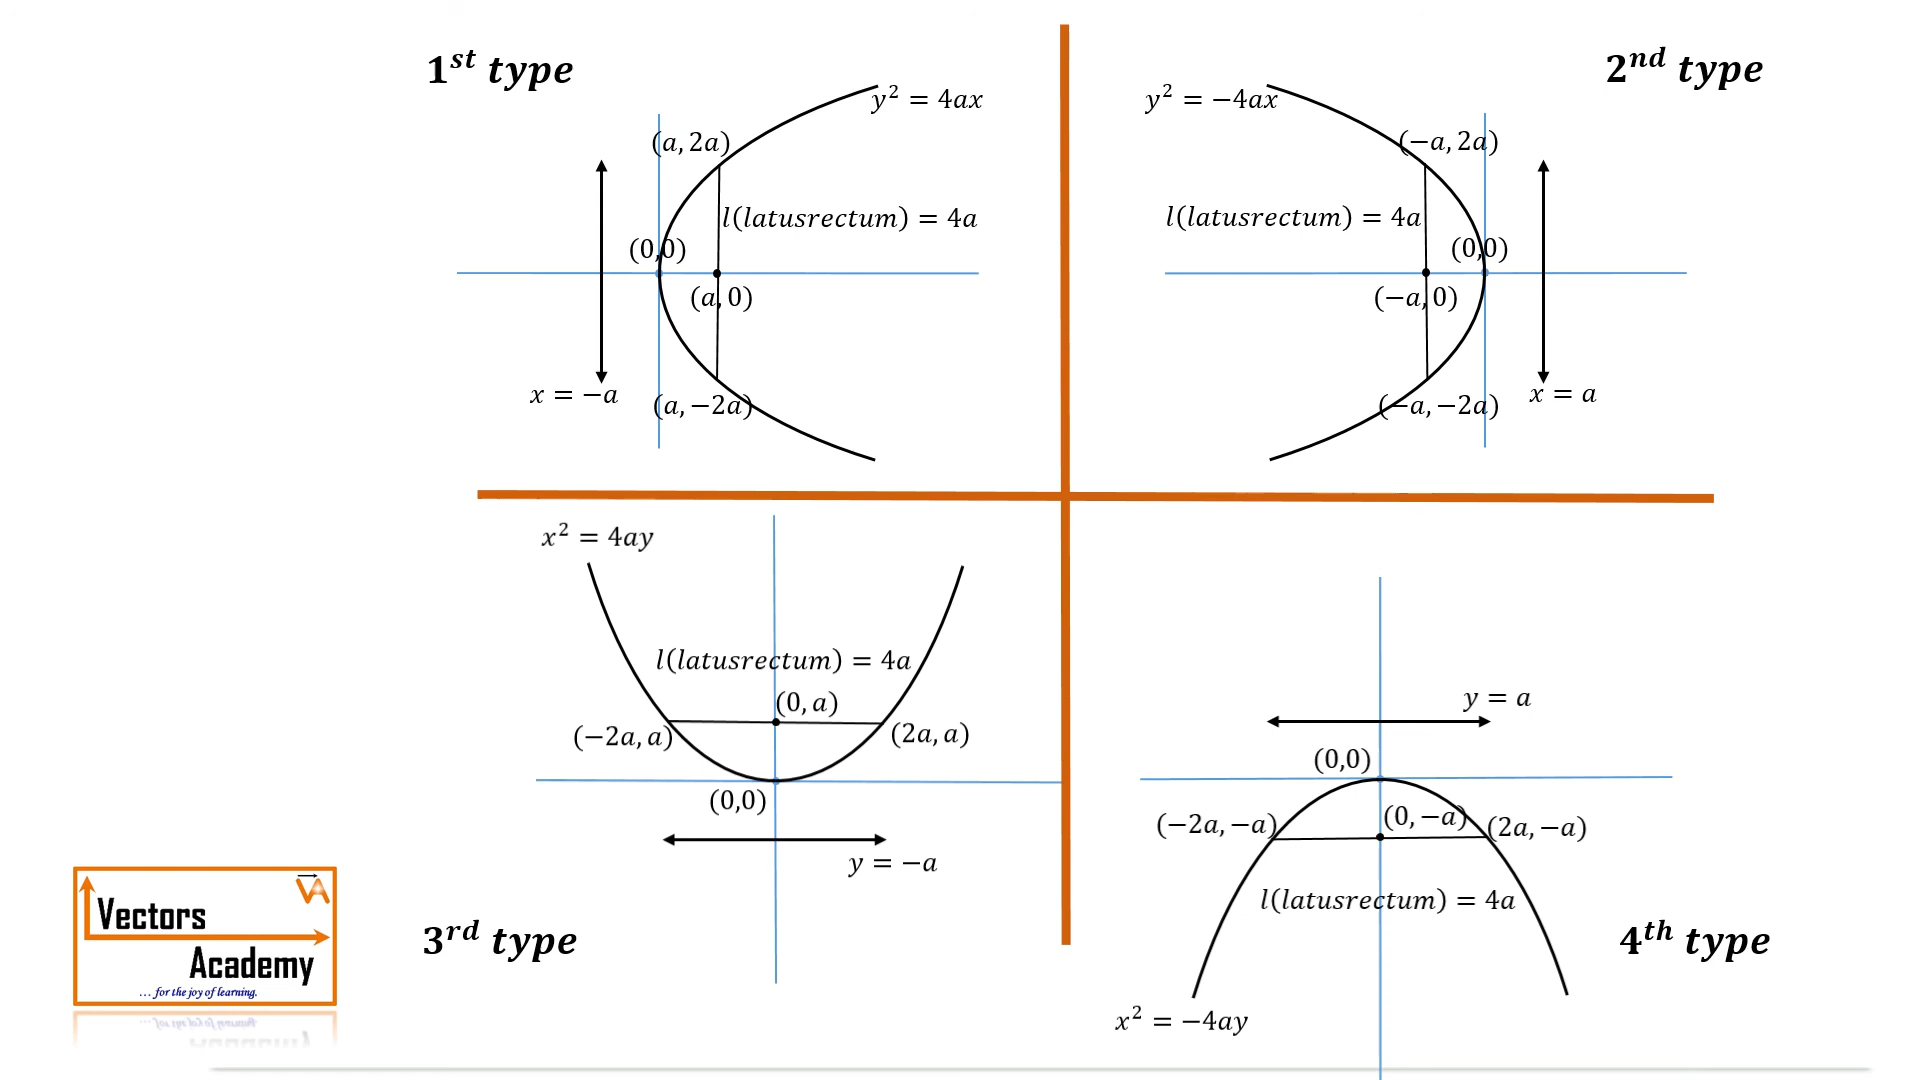 1ˢᵗ type
y² = 4ax
(a, 2a)
l(latusrectum) = 4a
(0,0)
(a, 0)
x = −a
(a, −2a)
2ⁿᵈ type
y² = −4ax
(−a, 2a)
l(latusrectum) = 4a
(0,0)
(−a, 0)
x = a
(−a, −2a)
x² = 4ay
l(latusrectum) = 4a
(0, a)
(−2a, a)
(2a, a)
(0,0)
y = −a
3ʳᵈ type
y = a
(0,0)
(0, −a)
(−2a, −a)
(2a, −a)
l(latusrectum) = 4a
4ᵗʰ type
x² = −4ay
VA
Vectors
Academy
... for the joy of learning.